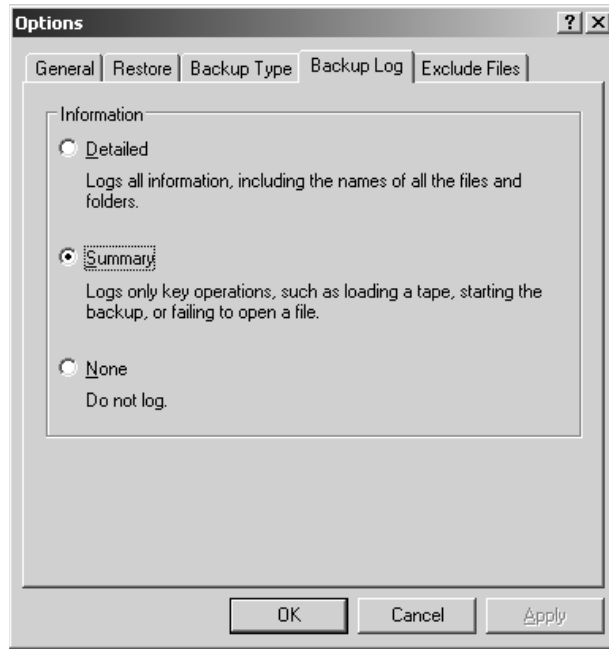 Options
General Restore Backup Type Backup Log Exclude Files
Information
Detailed
Logs all information, including the names of all the files and
folders.
Summary
Logs only key operations, such as loading a tape, starting the
backup, or failing to open a file.
None
Do not log.
OK Cancel Apply